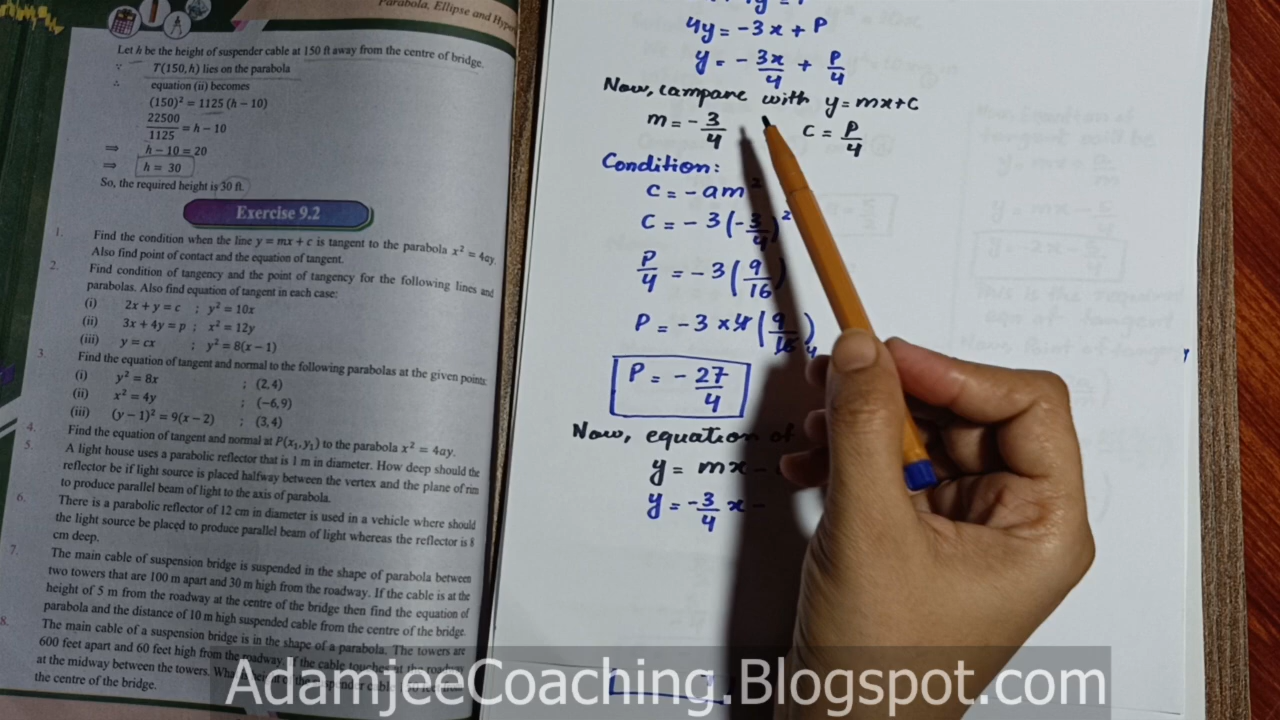 Parabola, Ellipse and Hype
Let h be the height of suspender cable at 150 ft away from the centre of bridge.
∵ T(150, h) lies on the parabola
∴ equation (ii) becomes
(150)² = 1125 (h − 10)
22500/1125 = h − 10
⇒ h − 10 = 20
⇒ h = 30
So, the required height is 30 ft.
Exercise 9.2
1. Find the condition when the line y = mx + c is tangent to the parabola x² = 4ay.
Also find point of contact and the equation of tangent.
2. Find condition of tangency and the point of tangency for the following lines and
parabolas. Also find equation of tangent in each case:
(i) 2x + y = c ; y² = 10x
(ii) 3x + 4y = p ; x² = 12y
(iii) y = cx ; y² = 8(x − 1)
3. Find the equation of tangent and normal to the following parabolas at the given points:
(i) y² = 8x ; (2, 4)
(ii) x² = 4y ; (−6, 9)
(iii) (y − 1)² = 9(x − 2) ; (3, 4)
4. Find the equation of tangent and normal at P(x₁, y₁) to the parabola x² = 4ay.
5. A light house uses a parabolic reflector that is 1 m in diameter. How deep should the
reflector be if light source is placed halfway between the vertex and the plane of rim
to produce parallel beam of light to the axis of parabola.
6. There is a parabolic reflector of 12 cm in diameter is used in a vehicle where should
the light source be placed to produce parallel beam of light whereas the reflector is 8
cm deep.
7. The main cable of suspension bridge is suspended in the shape of parabola between
two towers that are 100 m apart and 30 m high from the roadway. If the cable is at the
height of 5 m from the roadway at the centre of the bridge then find the equation of
parabola and the distance of 10 m high suspended cable from the centre of the bridge.
8. The main cable of a suspension bridge is in the shape of a parabola. The towers are
600 feet apart and 60 feet high from the roadway. If the cable touches the roadway
at the midway between the towers.
the centre of the bridge.
4y = −3x + P
y = −3x/4 + P/4
Now, campare with y = mx + c
m = −3/4 c = P/4
Condition:
c = −am²
C = −3(−3/4)²
P/4 = −3(9/16)
P = −3 × 4(9/16) 4
P = −27/4
Now, equation of
y = mx −
y = −3/4 x −
AdamjeeCoaching.Blogspot.com